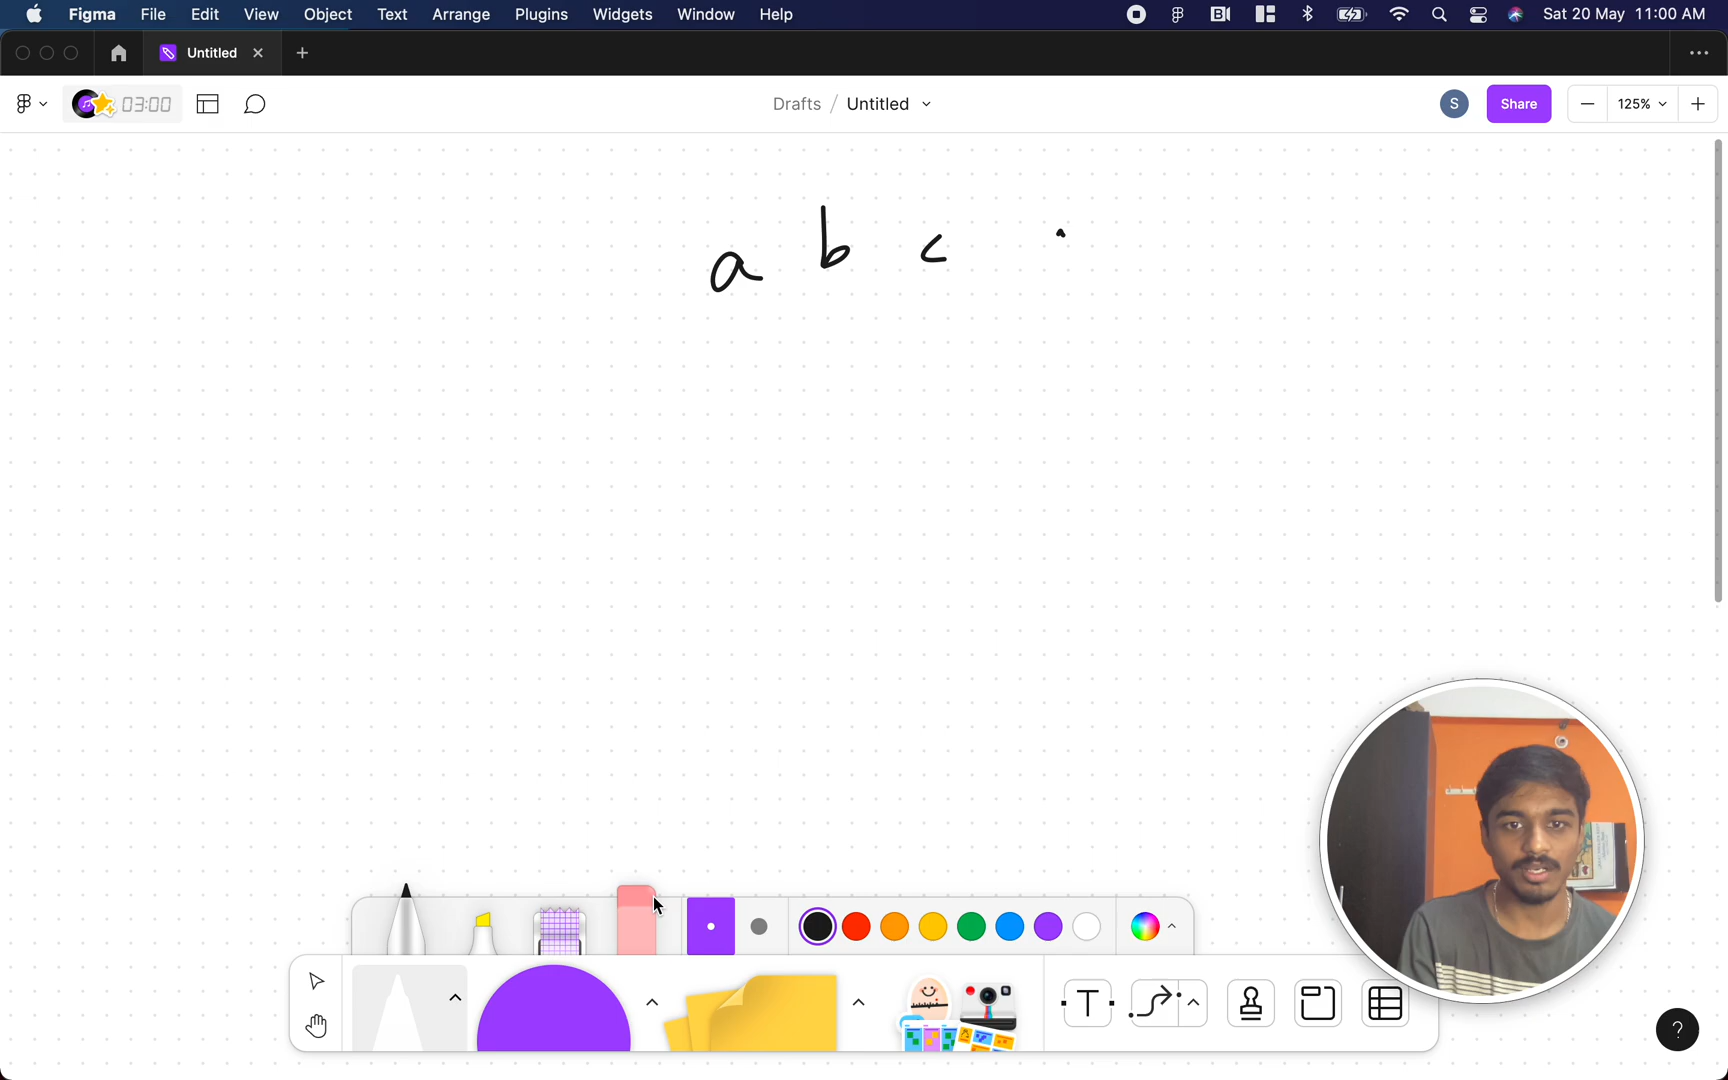 Figma File Edit View Object Text Arrange Plugins Widgets Window Help Sat 20 May 11:00 AM
Untitled
03:00 Drafts / Untitled S Share 125%
a b c
T
?